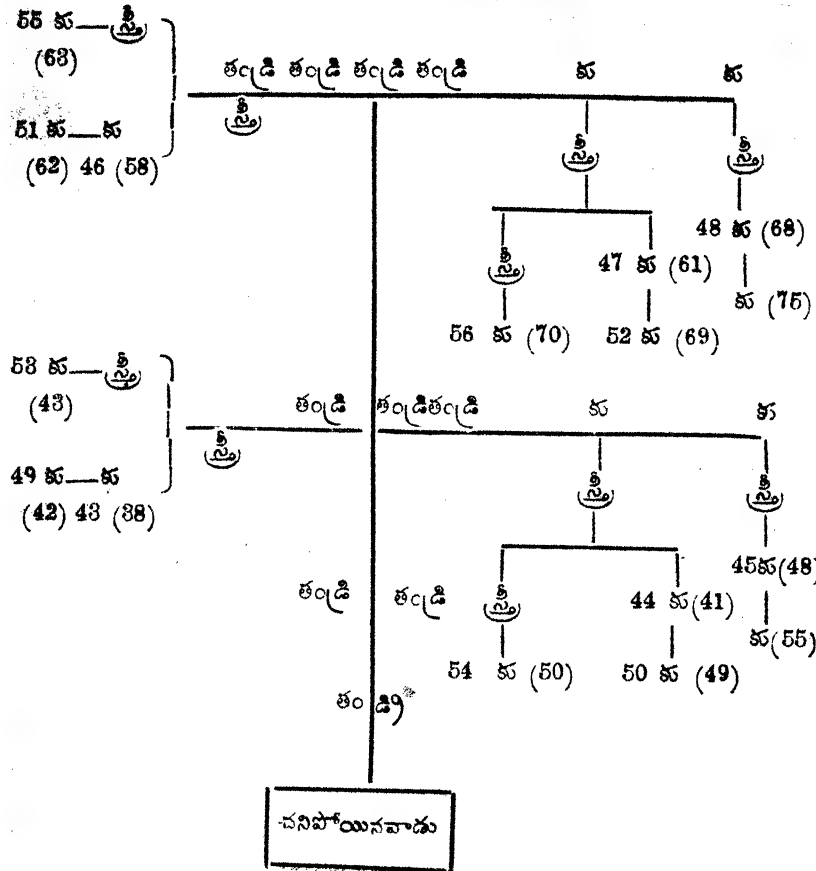 55 కు
(63)
తండ్రి తండ్రి తండ్రి తండ్రి కు కు
51 కు కు
(62) 46 (58)
48 కు (68)
47 కు (61)
కు (75)
56 కు (70) 52 కు (69)
53 కు
(43)
తండ్రి తండ్రి తండ్రి కు కు
49 కు కు
(42) 43 (38)
45 కు (48)
తండ్రి తండ్రి 44 కు (41)
కు (55)
54 కు (50) 50 కు (49)
తండ్రి
చనిపోయినవాడు